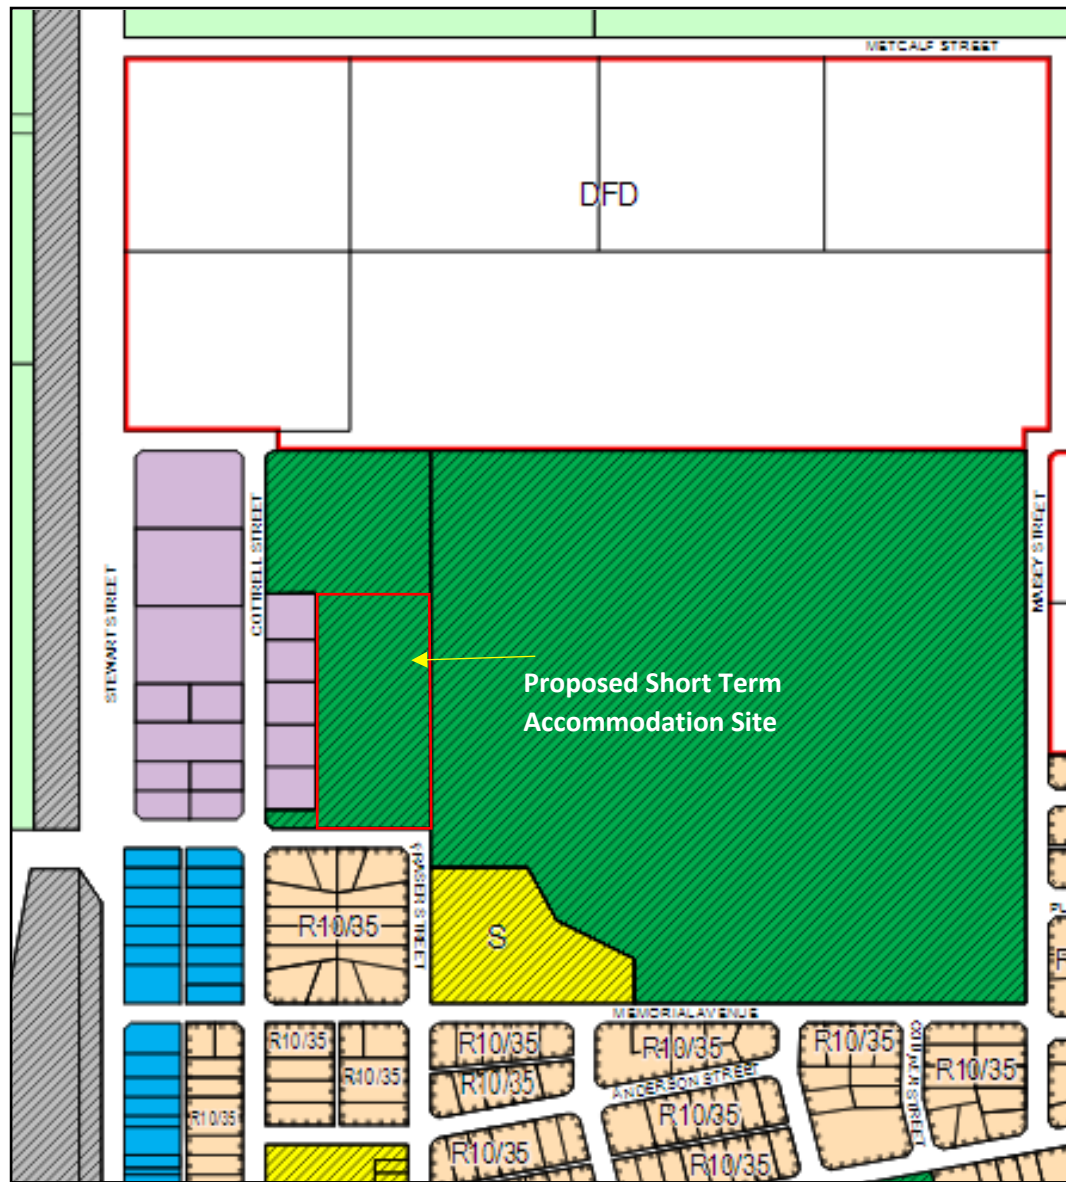 METCALF STREET
DFD
COTTRELL STREET
MAISEY STREET
STEWART STREET
Proposed Short Term
Accommodation Site
FRASER STREET
R10/35
S
MEMORIAL AVENUE
R10/35
R10/35
R10/35
R10/35
R10/35
R10/35
R10/35
R10/35
ANDERSON STREET
R10/35
R10/35
R10/35
R10/35